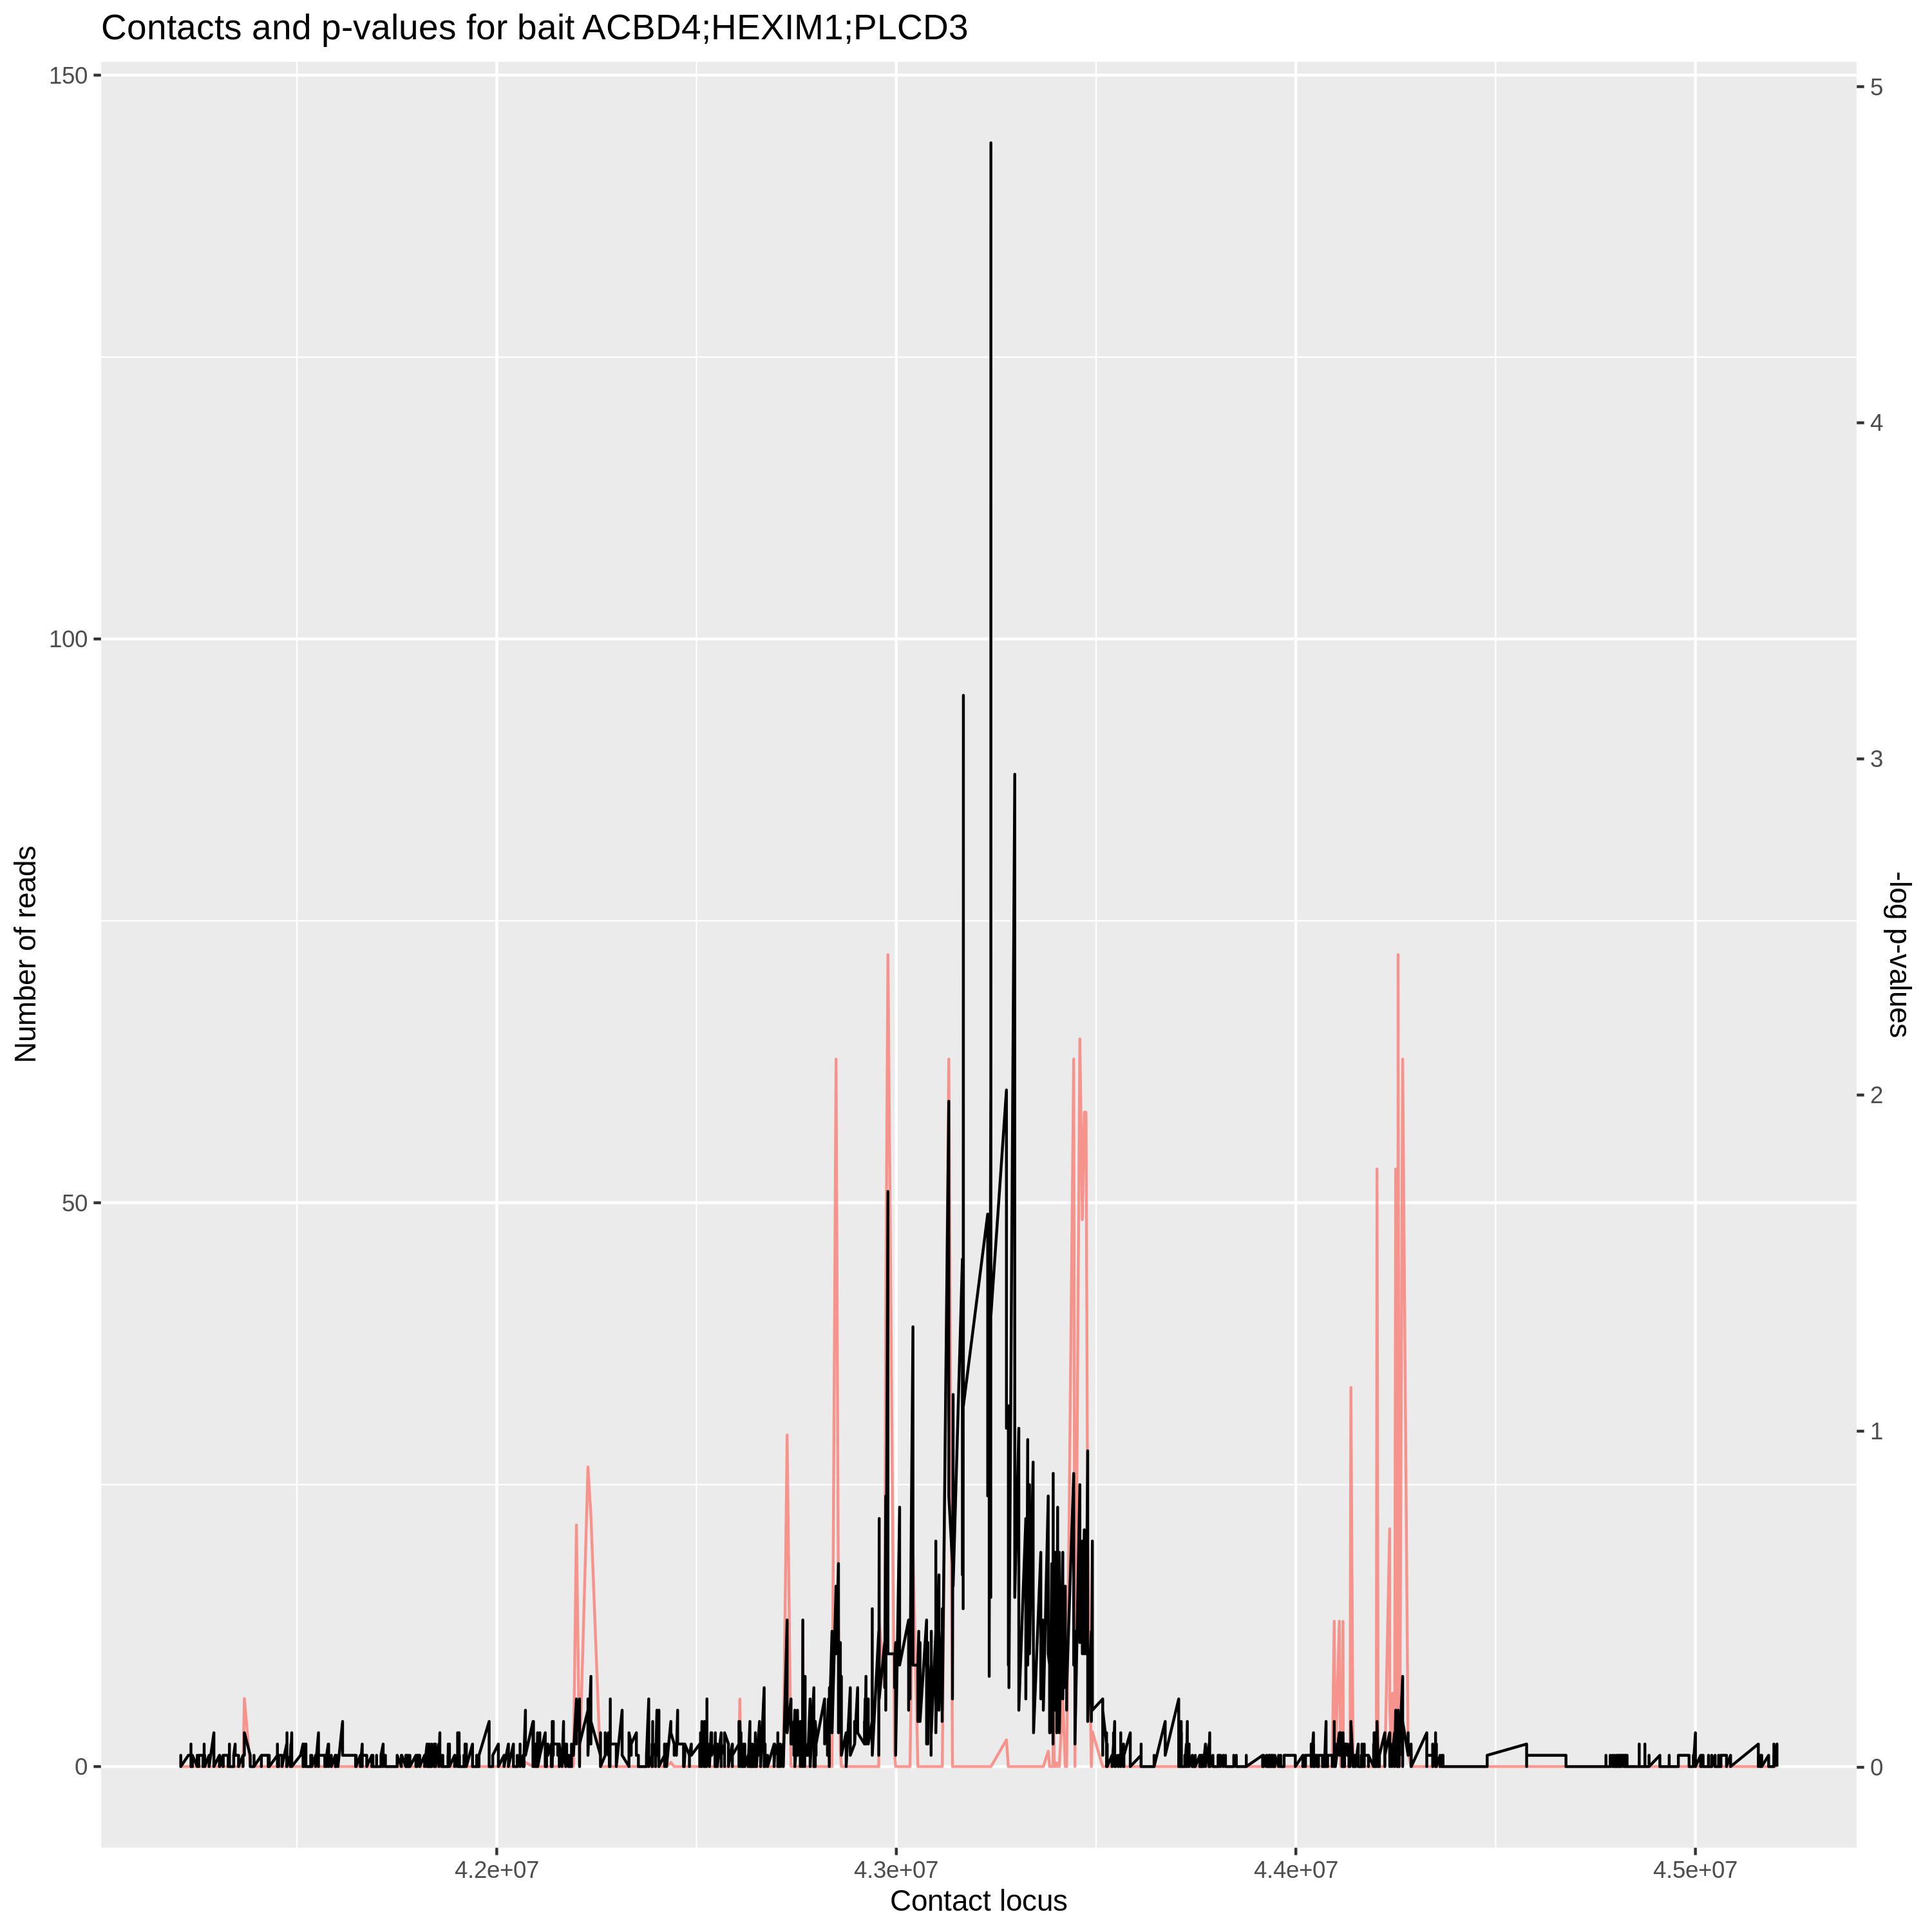 Contacts and p-values for bait ACBD4;HEXIM1;PLCD3
150
100
50
0
Number of reads
5
4
3
2
1
0
-log p-values
4.2e+07
4.3e+07
4.4e+07
4.5e+07
Contact locus